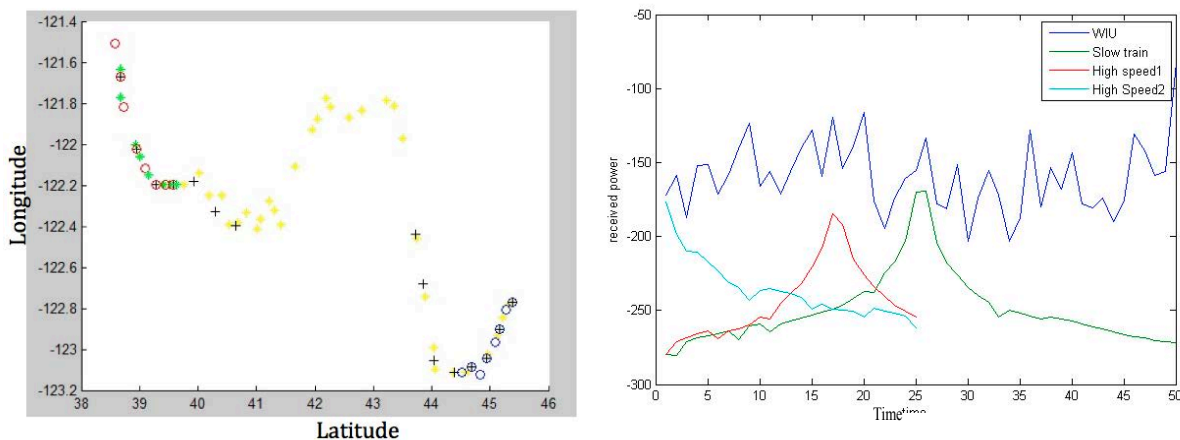 -121.4
-121.6
-121.8
-122
-122.2
-122.4
-122.6
-122.8
-123
-123.2
38 39 40 41 42 43 44 45 46
Longitude
Latitude
-50
-100
-150
-200
-250
-300
0 5 10 15 20 25 30 35 40 45 50
received power
Timetime
WIU
Slow train
High speed1
High Speed2